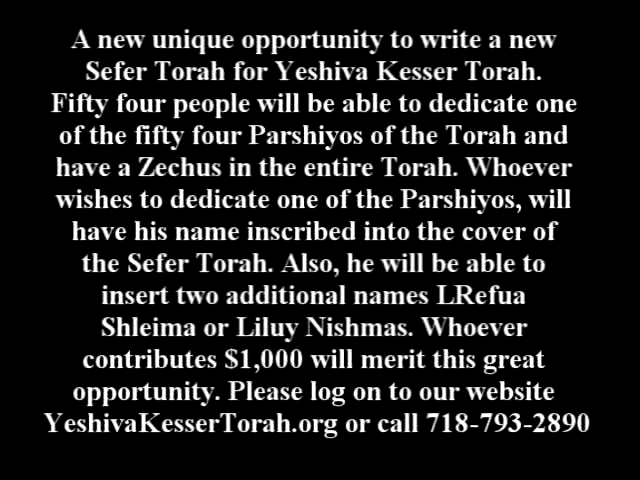 A new unique opportunity to write a new
Sefer Torah for Yeshiva Kesser Torah.
Fifty four people will be able to dedicate one
of the fifty four Parshiyos of the Torah and
have a Zechus in the entire Torah. Whoever
wishes to dedicate one of the Parshiyos, will
have his name inscribed into the cover of
the Sefer Torah. Also, he will be able to
insert two additional names LRefua
Shleima or Liluy Nishmas. Whoever
contributes $1,000 will merit this great
opportunity. Please log on to our website
YeshivaKesserTorah.org or call 718-793-2890